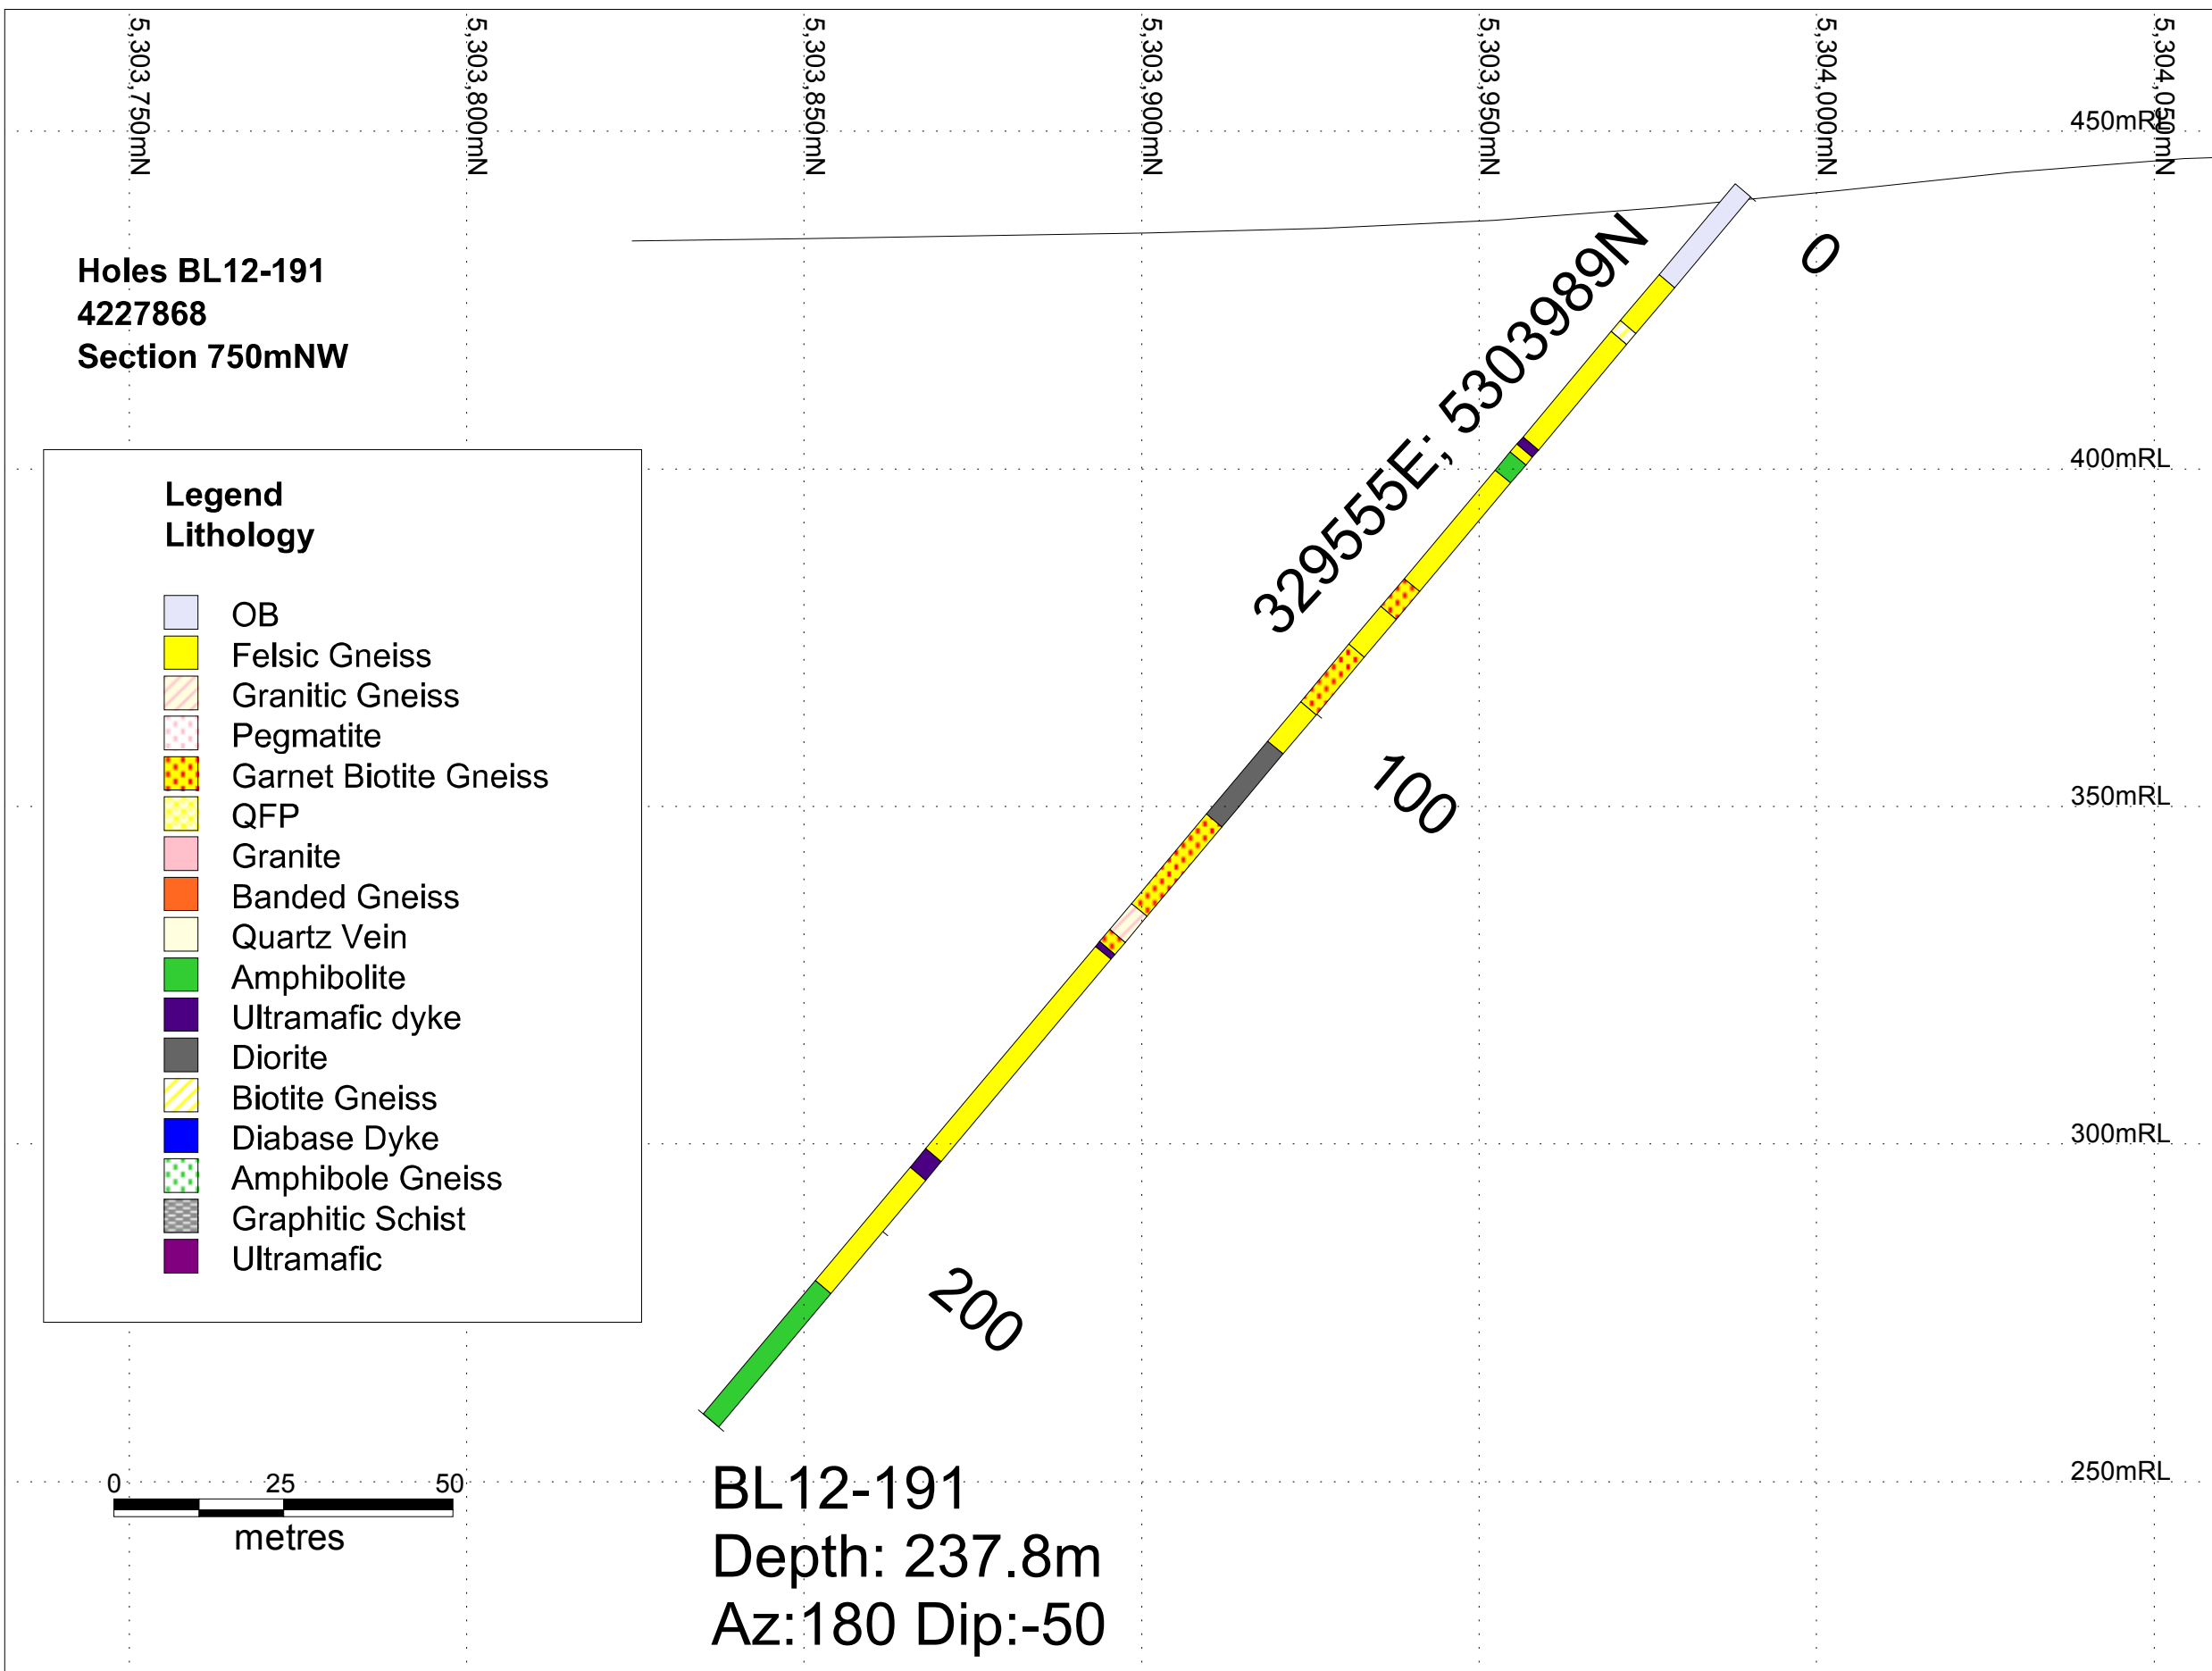 5,303,750mN
5,303,800mN
5,303,850mN
5,303,900mN
5,303,950mN
5,304,000mN
5,304,050mN
450mRL
400mRL
350mRL
300mRL
250mRL
Holes BL12-191
4227868
Section 750mNW
Legend
Lithology
OB
Felsic Gneiss
Granitic Gneiss
Pegmatite
Garnet Biotite Gneiss
QFP
Granite
Banded Gneiss
Quartz Vein
Amphibolite
Ultramafic dyke
Diorite
Biotite Gneiss
Diabase Dyke
Amphibole Gneiss
Graphitic Schist
Ultramafic
329555E; 5303989N
0
100
200
0 25 50
metres
BL12-191
Depth: 237.8m
Az:180 Dip:-50